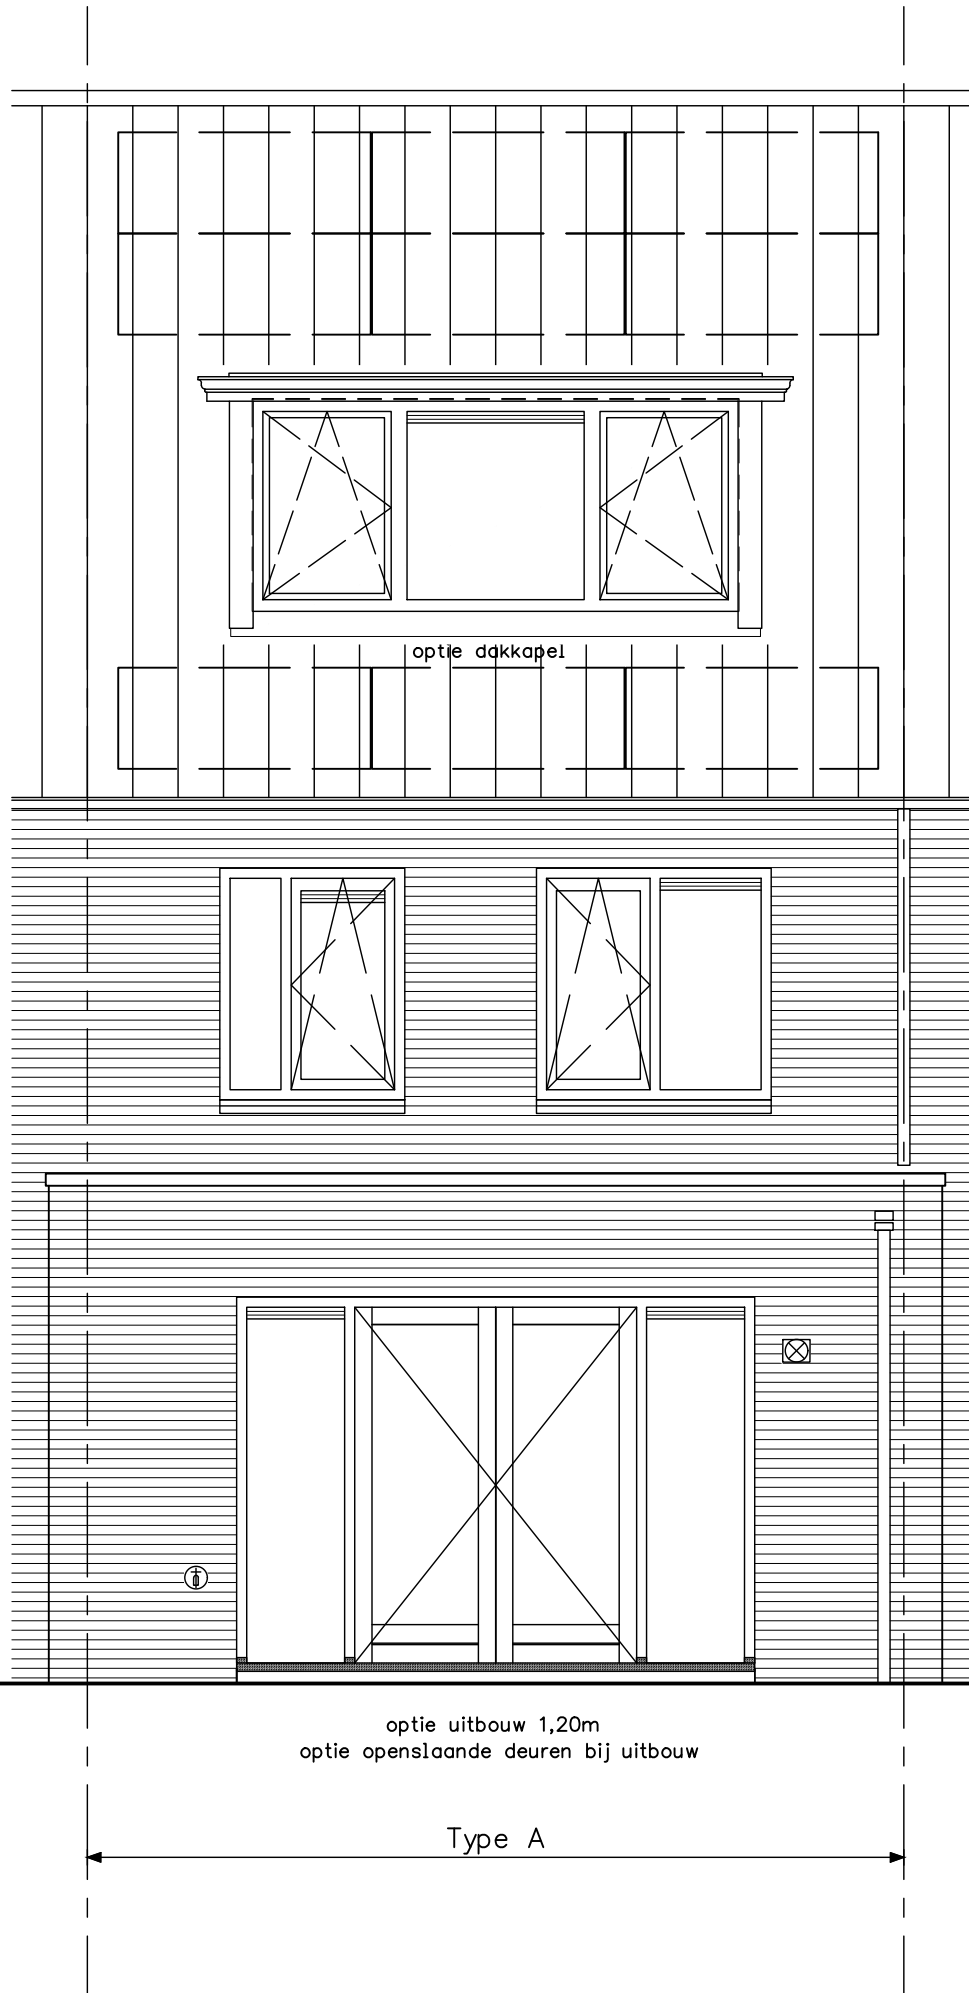 optie dakkapel
optie uitbouw 1,20m
optie openslaande deuren bij uitbouw
Type A